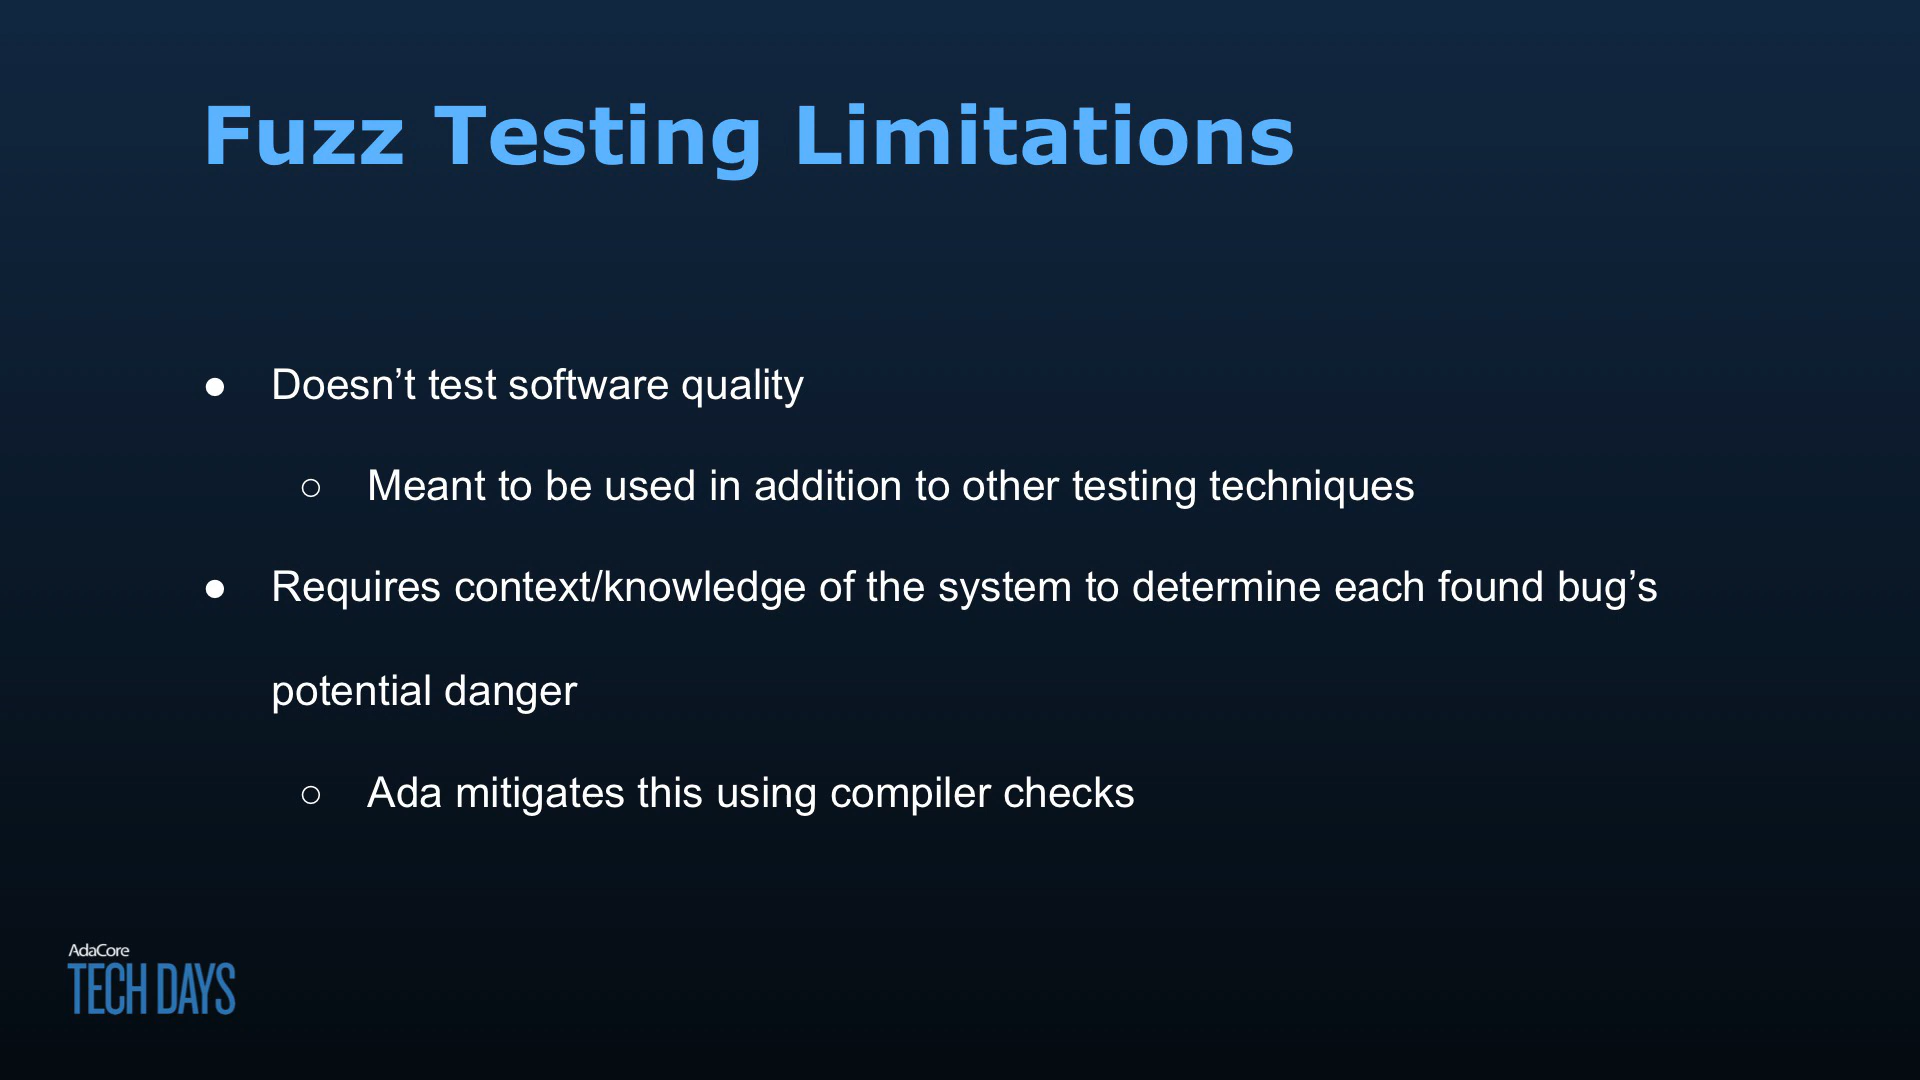 Fuzz Testing Limitations
● Doesn’t test software quality
○ Meant to be used in addition to other testing techniques
● Requires context/knowledge of the system to determine each found bug’s
potential danger
○ Ada mitigates this using compiler checks
AdaCore
TECH DAYS